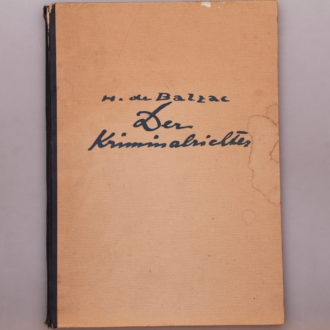 H. de Balzac
Der
Kriminalrichter